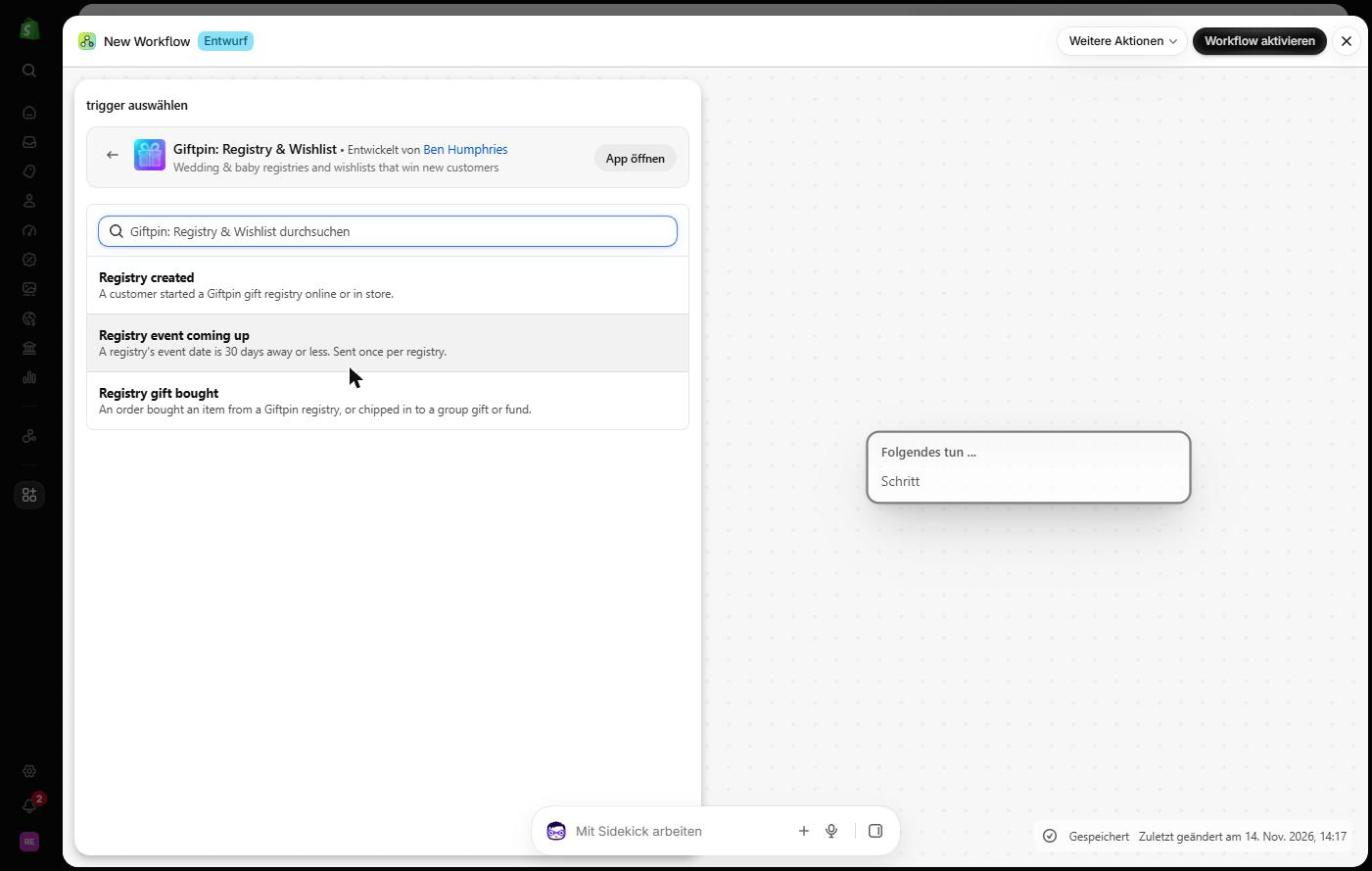 New Workflow Entwurf
Weitere Aktionen
Workflow aktivieren
trigger auswählen
Giftpin: Registry & Wishlist • Entwickelt von Ben Humphries
Wedding & baby registries and wishlists that win new customers
App öffnen
Giftpin: Registry & Wishlist durchsuchen
Registry created
A customer started a Giftpin gift registry online or in store.
Registry event coming up
A registry's event date is 30 days away or less. Sent once per registry.
Registry gift bought
An order bought an item from a Giftpin registry, or chipped in to a group gift or fund.
Folgendes tun ...
Schritt
2
RE
Mit Sidekick arbeiten
Gespeichert Zuletzt geändert am 14. Nov. 2026, 14:17